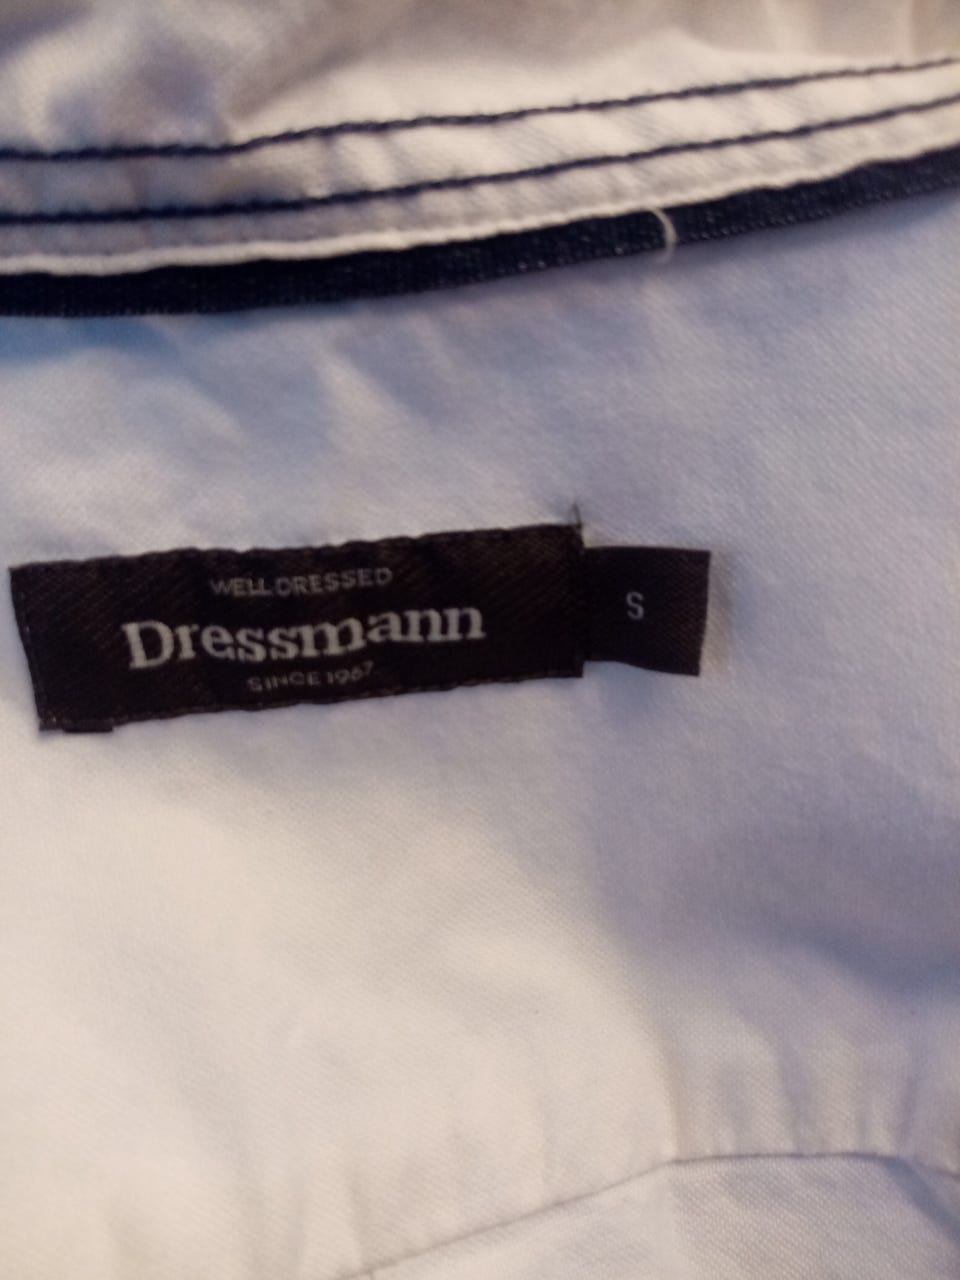 WELL DRESSED
Dressmann
SINCE 1967
S